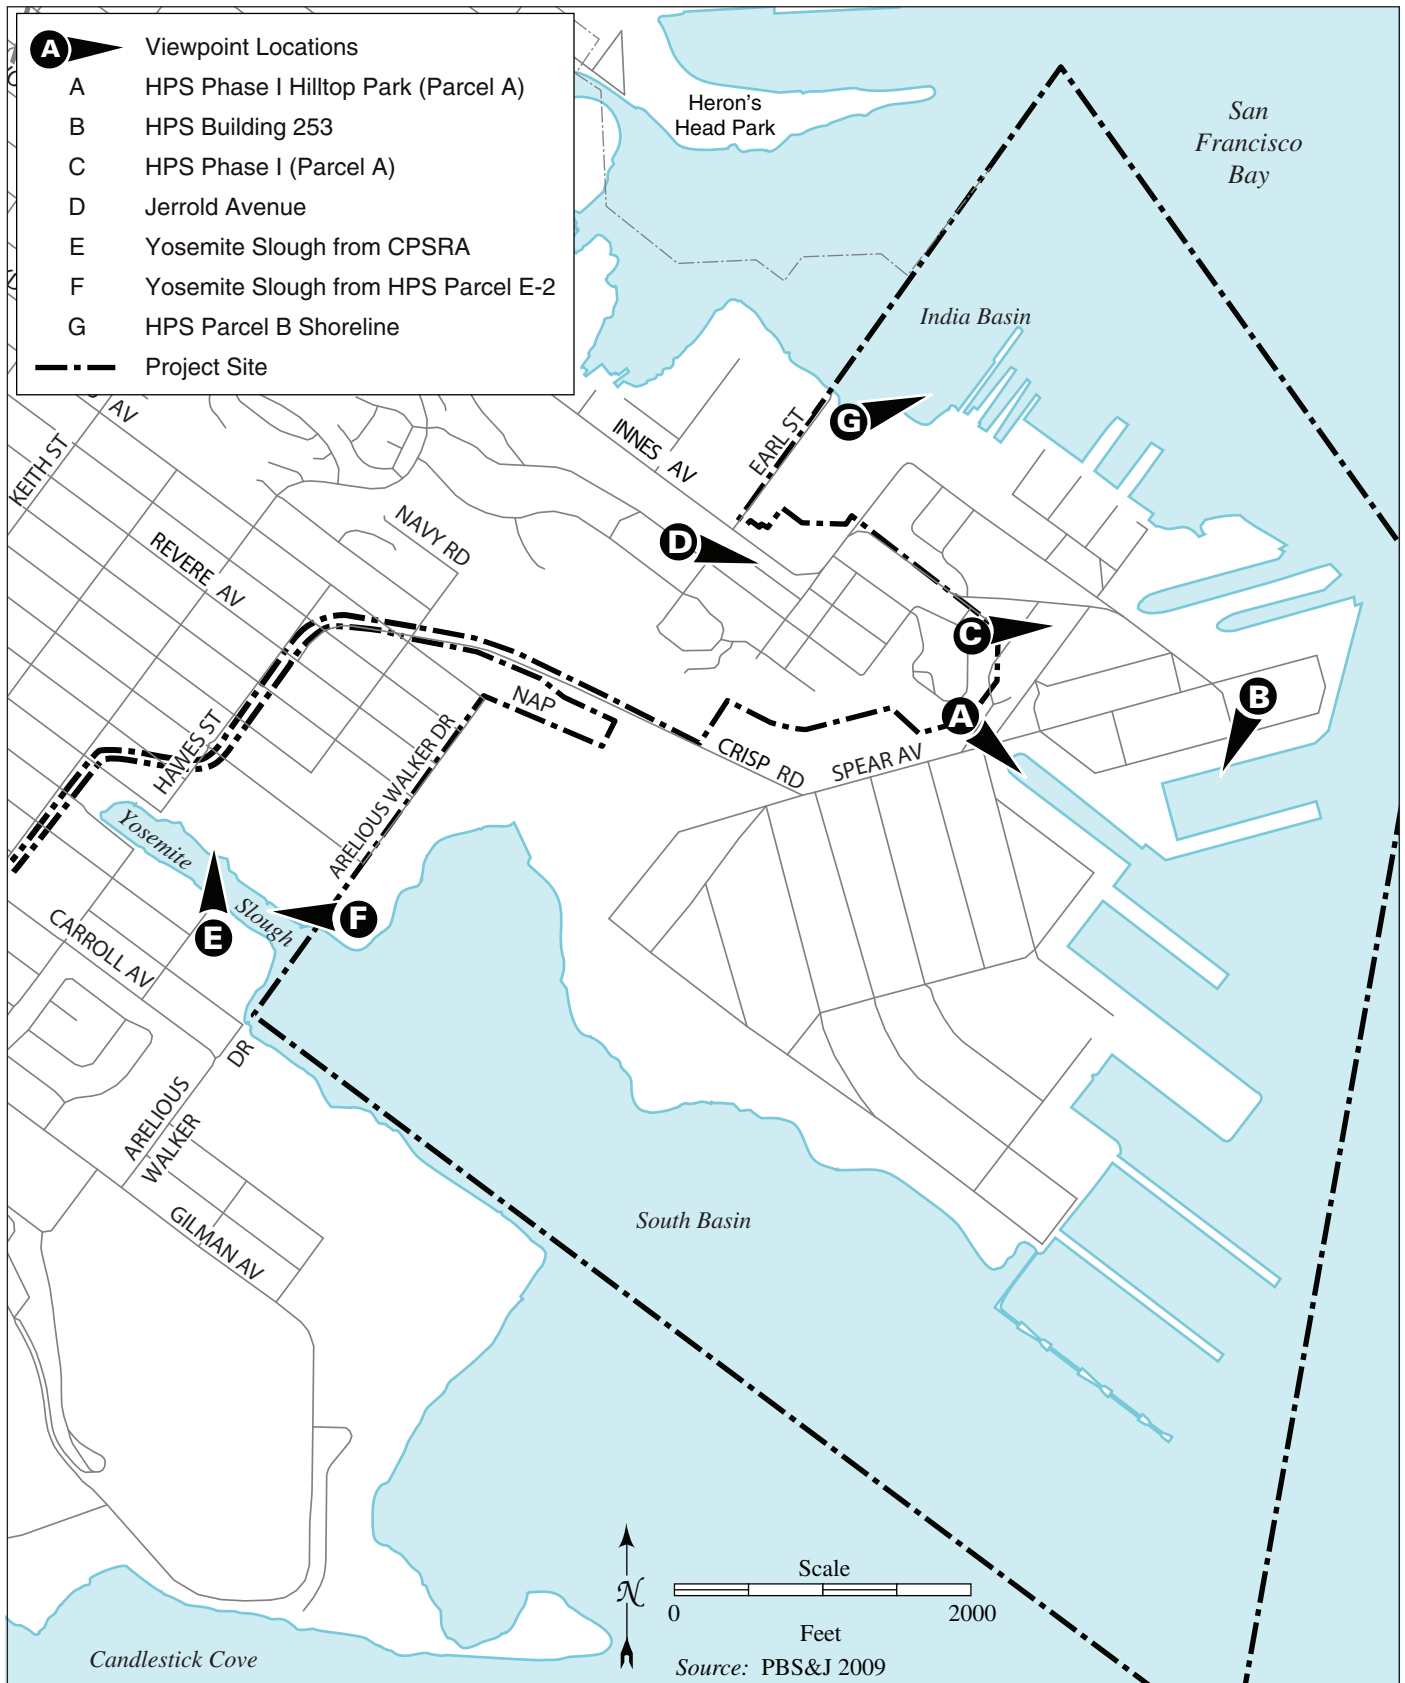 A Viewpoint Locations
A HPS Phase I Hilltop Park (Parcel A)
B HPS Building 253
C HPS Phase I (Parcel A)
D Jerrold Avenue
E Yosemite Slough from CPSRA
F Yosemite Slough from HPS Parcel E-2
G HPS Parcel B Shoreline
Project Site
Heron's
Head Park
San
Francisco
Bay
India Basin
AV
KEITH ST
INNES AV
EARL ST
G
NAVY RD
REVERE AV
D
C
B
A
NAP
HAWES ST
ARELIOUS WALKER DR
CRISP RD
SPEAR AV
Yosemite
Slough
E
F
CARROLL AV
DR
ARELIOUS
WALKER
GILMAN AV
South Basin
N
Scale
0 2000
Feet
Candlestick Cove
Source: PBS&J 2009